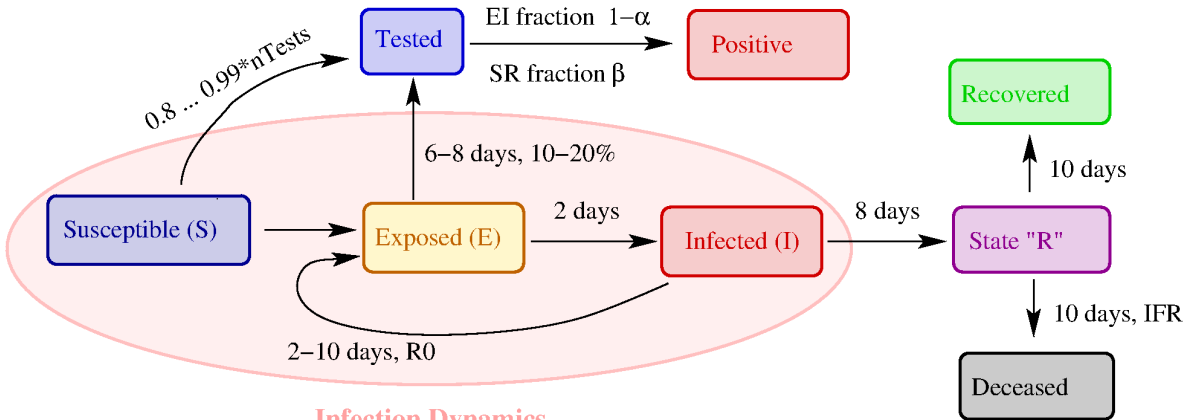 EI fraction 1−α
Tested
Positive
SR fraction β
0.8 ... 0.99*nTests
Recovered
6−8 days, 10−20%
10 days
Susceptible (S)
2 days
8 days
Exposed (E)
Infected (I)
State "R"
2−10 days, R0
10 days, IFR
Deceased
Infection Dynamics